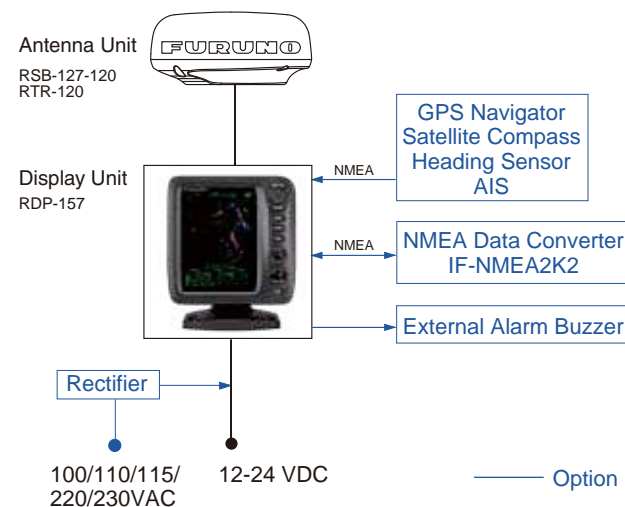 Antenna Unit
RSB-127-120
RTR-120
FURUNO
Display Unit
RDP-157
NMEA
GPS Navigator
Satellite Compass
Heading Sensor
AIS
NMEA
NMEA Data Converter
IF-NMEA2K2
External Alarm Buzzer
Rectifier
100/110/115/
220/230VAC
12-24 VDC
Option